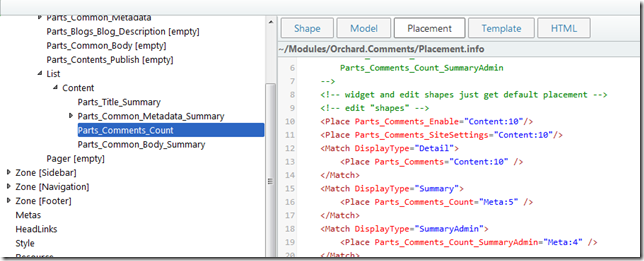 Parts_Common_Metadata
Parts_Blogs_Blog_Description [empty]
Parts_Common_Body [empty]
Parts_Contents_Publish [empty]
List
Content
Parts_Title_Summary
Parts_Common_Metadata_Summary
Parts_Comments_Count
Parts_Common_Body_Summary
Pager [empty]
Zone [Sidebar]
Zone [Navigation]
Zone [Footer]
Metas
HeadLinks
Style
Resource
Shape Model Placement Template HTML
~/Modules/Orchard.Comments/Placement.info
6 Parts_Comments_Count_SummaryAdmin
7 -->
8 <!-- widget and edit shapes just get default placement -->
9 <!-- edit "shapes" -->
10 <Place Parts_Comments_Enable="Content:10"/>
11 <Place Parts_Comments_SiteSettings="Content:10"/>
12 <Match DisplayType="Detail">
13 <Place Parts_Comments="Content:10" />
14 </Match>
15 <Match DisplayType="Summary">
16 <Place Parts_Comments_Count="Meta:5" />
17 </Match>
18 <Match DisplayType="SummaryAdmin">
19 <Place Parts_Comments_Count_SummaryAdmin="Meta:4" />
20 </Match>